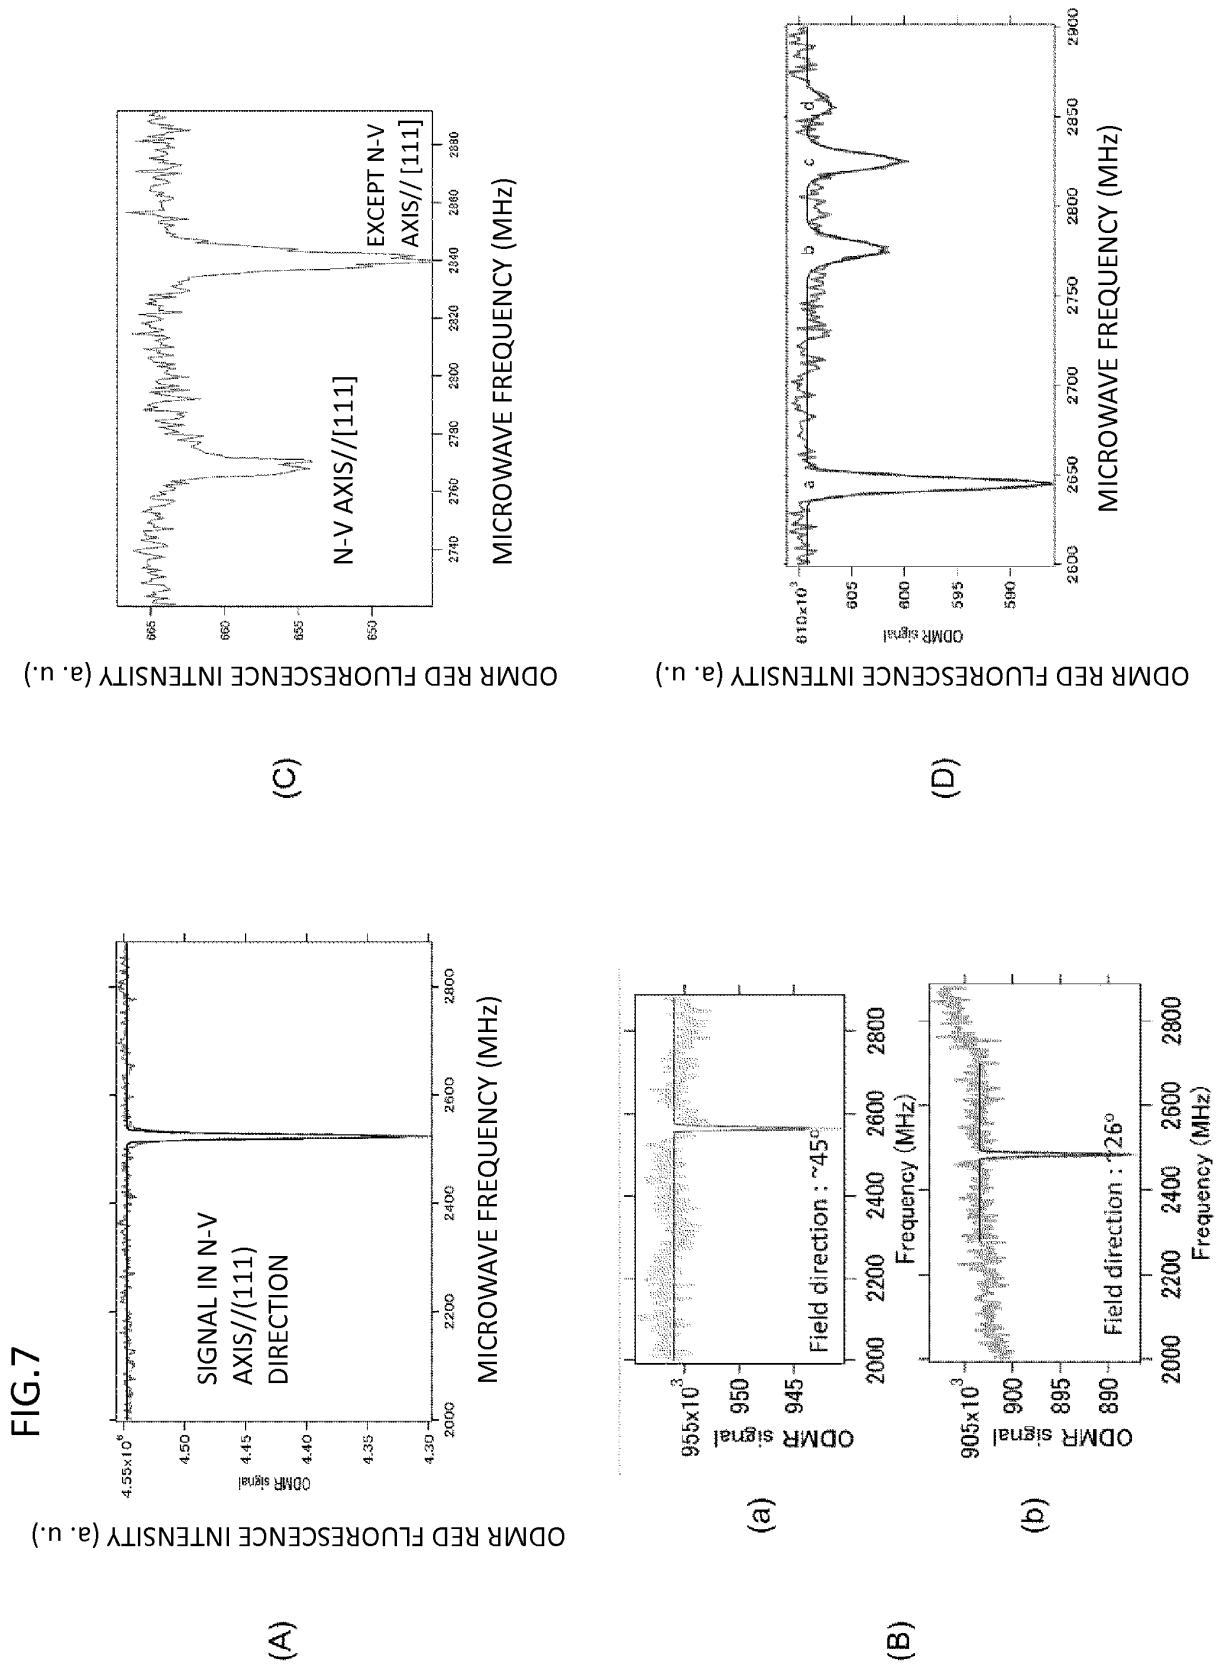 FIG.7
(A)
ODMR RED FLUORESCENCE INTENSITY (a. u.)
ODMR signal
4.55x10⁶
4.50
4.45
4.40
4.35
4.30
SIGNAL IN N-V
AXIS//(111)
DIRECTION
2000
2200
2400
2600
2800
MICROWAVE FREQUENCY (MHz)
(B)
(a)
ODMR signal
955x10³
950
945
Field direction : ~45°
2000
2200
2400
2600
2800
Frequency (MHz)
(b)
ODMR signal
905x10³
900
895
890
Field direction : ~26°
2000
2200
2400
2600
2800
Frequency (MHz)
(C)
ODMR RED FLUORESCENCE INTENSITY (a. u.)
665
660
655
650
N-V AXIS//[111]
EXCEPT N-V
AXIS// [111]
2740
2760
2780
2800
2820
2840
2860
2880
MICROWAVE FREQUENCY (MHz)
(D)
ODMR RED FLUORESCENCE INTENSITY (a. u.)
ODMR signal
610x10³
605
600
595
590
a
b
c
d
2600
2650
2700
2750
2800
2850
2900
MICROWAVE FREQUENCY (MHz)